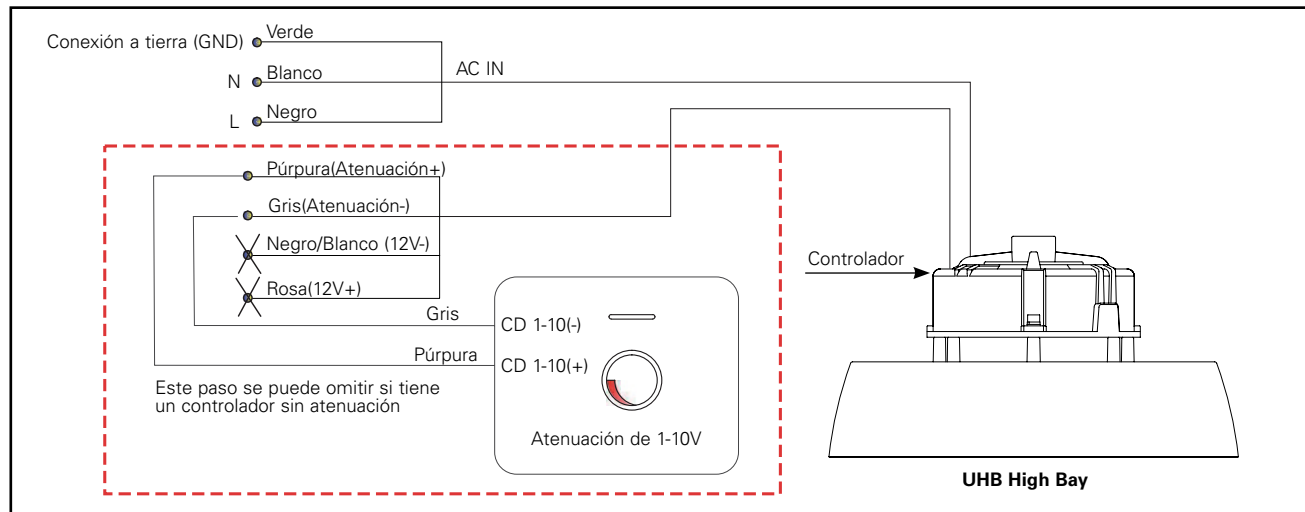 Conexión a tierra (GND)
Verde
N
Blanco
AC IN
L
Negro
Púrpura(Atenuación+)
Gris(Atenuación-)
Negro/Blanco (12V-)
Rosa(12V+)
Gris
CD 1-10(-)
Púrpura
CD 1-10(+)
Este paso se puede omitir si tiene
un controlador sin atenuación
Atenuación de 1-10V
Controlador
UHB High Bay